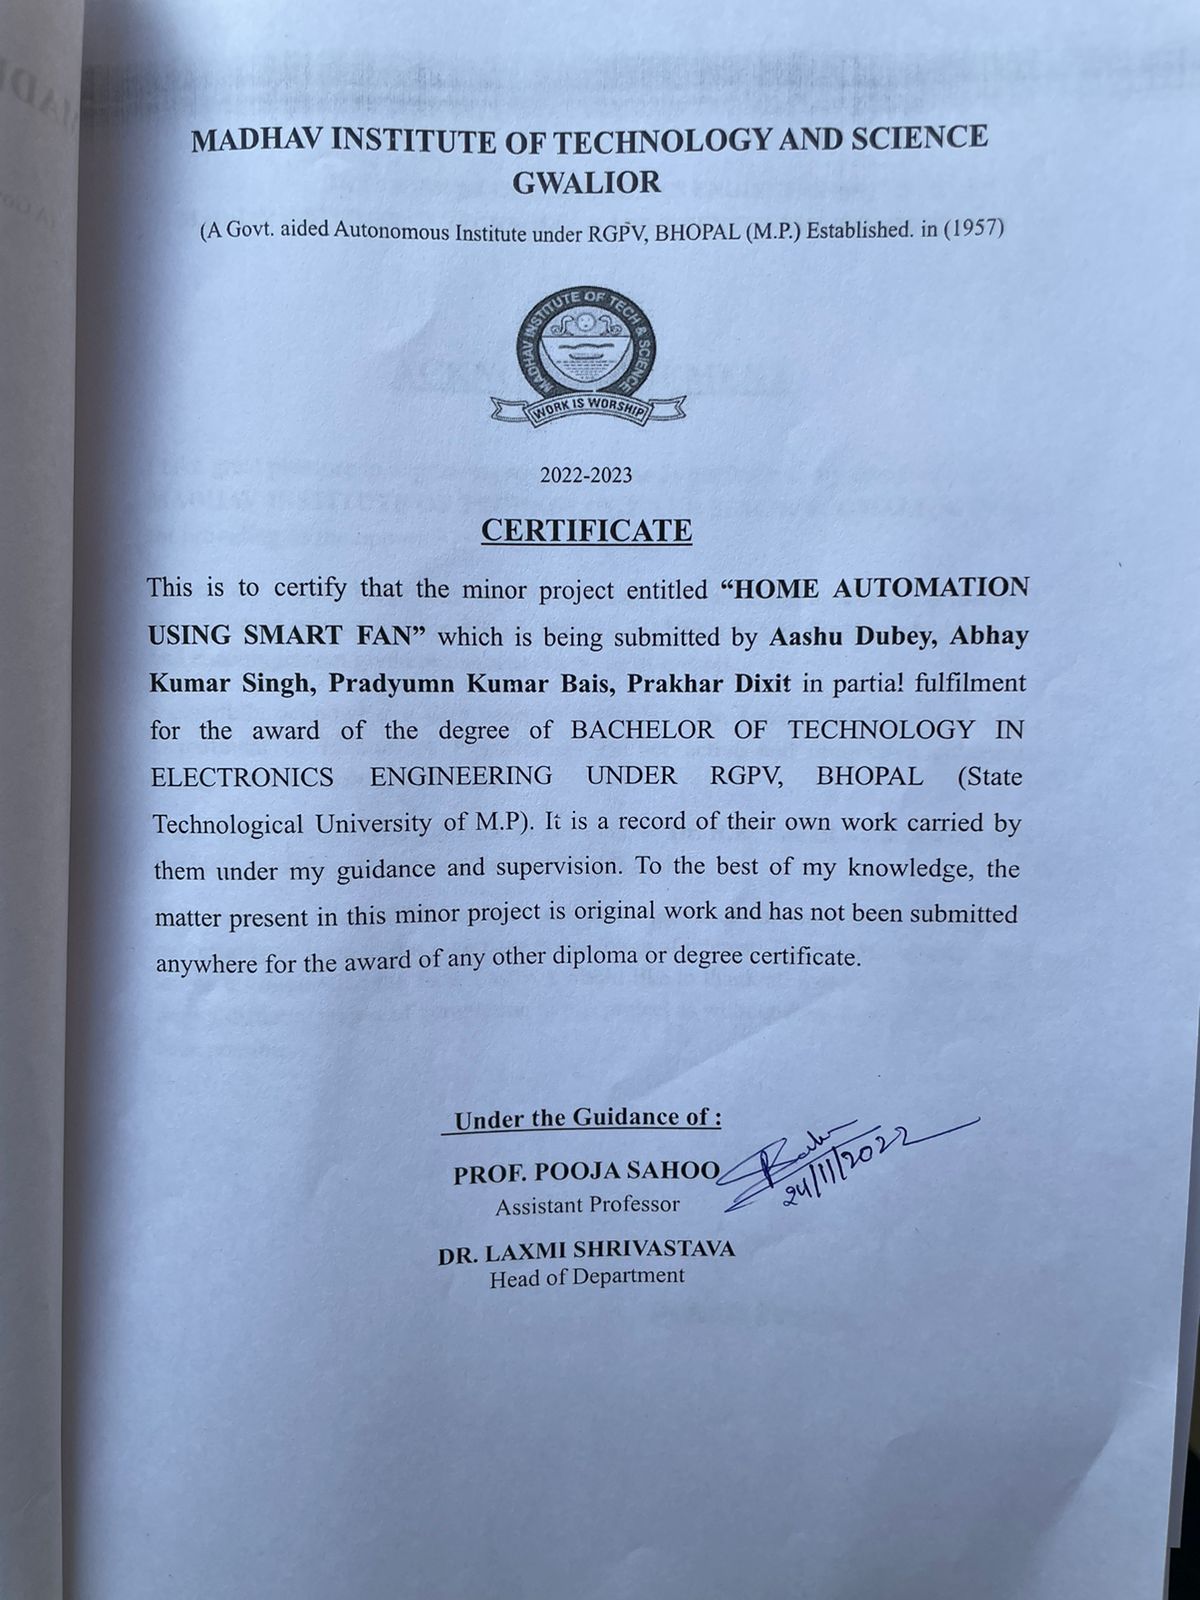 MADHAV INSTITUTE OF TECHNOLOGY AND SCIENCE
GWALIOR
(A Govt. aided Autonomous Institute under RGPV, BHOPAL (M.P.) Established. in (1957)
MADHAV INSTITUTE OF TECH & SCIENCE
WORK IS WORSHIP
2022-2023
CERTIFICATE
This is to certify that the minor project entitled “HOME AUTOMATION
USING SMART FAN” which is being submitted by Aashu Dubey, Abhay
Kumar Singh, Pradyumn Kumar Bais, Prakhar Dixit in partial fulfilment
for the award of the degree of BACHELOR OF TECHNOLOGY IN
ELECTRONICS ENGINEERING UNDER RGPV, BHOPAL (State
Technological University of M.P). It is a record of their own work carried by
them under my guidance and supervision. To the best of my knowledge, the
matter present in this minor project is original work and has not been submitted
anywhere for the award of any other diploma or degree certificate.
Under the Guidance of :
PROF. POOJA SAHOO
24/11/2022
Assistant Professor
DR. LAXMI SHRIVASTAVA
Head of Department